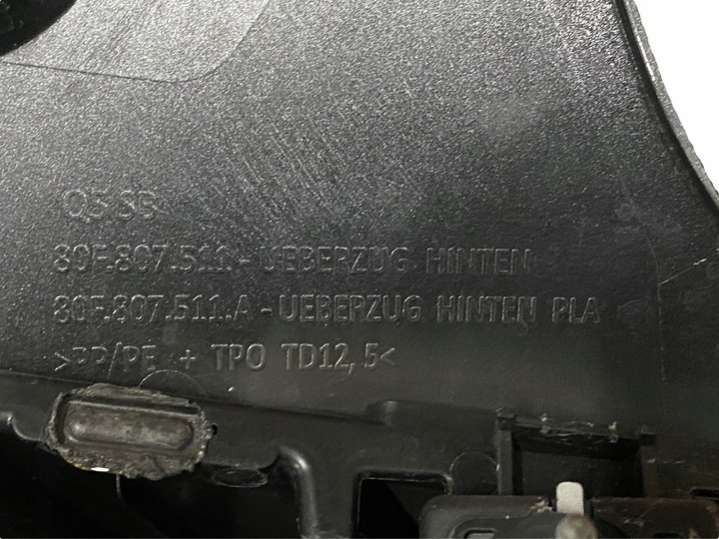 Q5 SB
80F.807.511.-UEBERZUG HINTEN
80F.807.511.A-UEBERZUG HINTEN PLA
>PP/PE + TPO TD12,5<